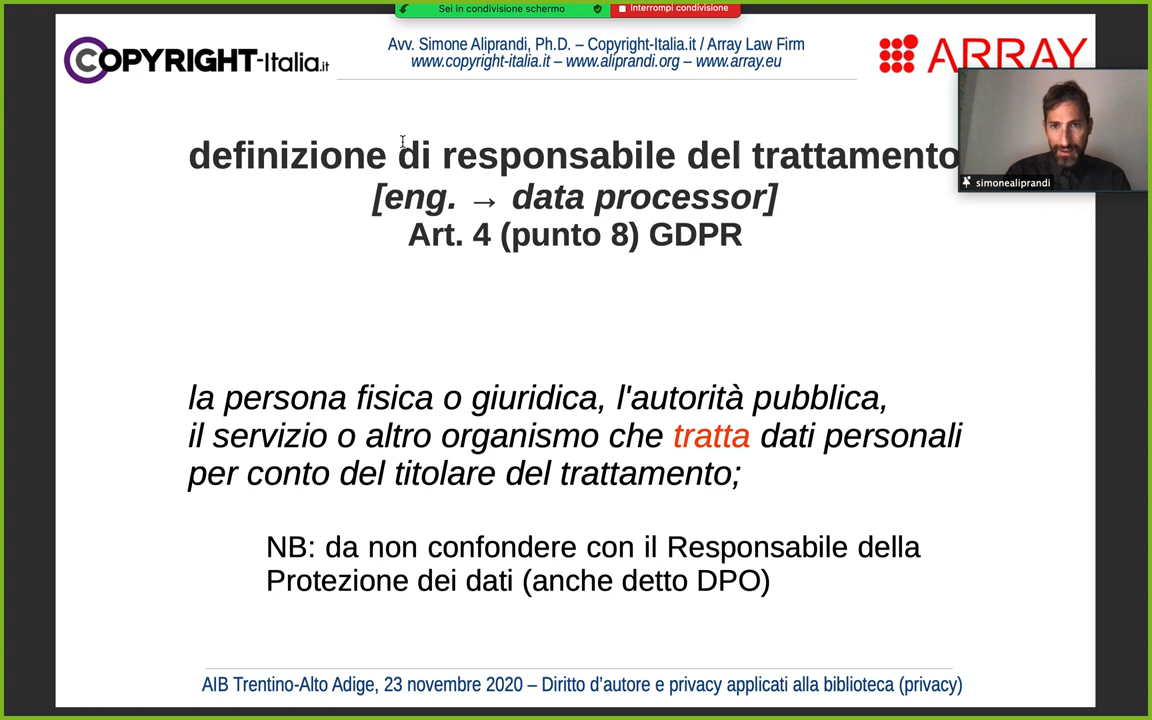 Sei in condivisione schermo
Interrompi condivisione
COPYRIGHT-Italia.it
Avv. Simone Aliprandi, Ph.D. – Copyright-Italia.it / Array Law Firm
www.copyright-italia.it – www.aliprandi.org – www.array.eu
ARRAY
simonealiprandi
definizione di responsabile del trattamento
[eng. → data processor]
Art. 4 (punto 8) GDPR
la persona fisica o giuridica, l'autorità pubblica,
il servizio o altro organismo che tratta dati personali
per conto del titolare del trattamento;
NB: da non confondere con il Responsabile della
Protezione dei dati (anche detto DPO)
AIB Trentino-Alto Adige, 23 novembre 2020 – Diritto d’autore e privacy applicati alla biblioteca (privacy)